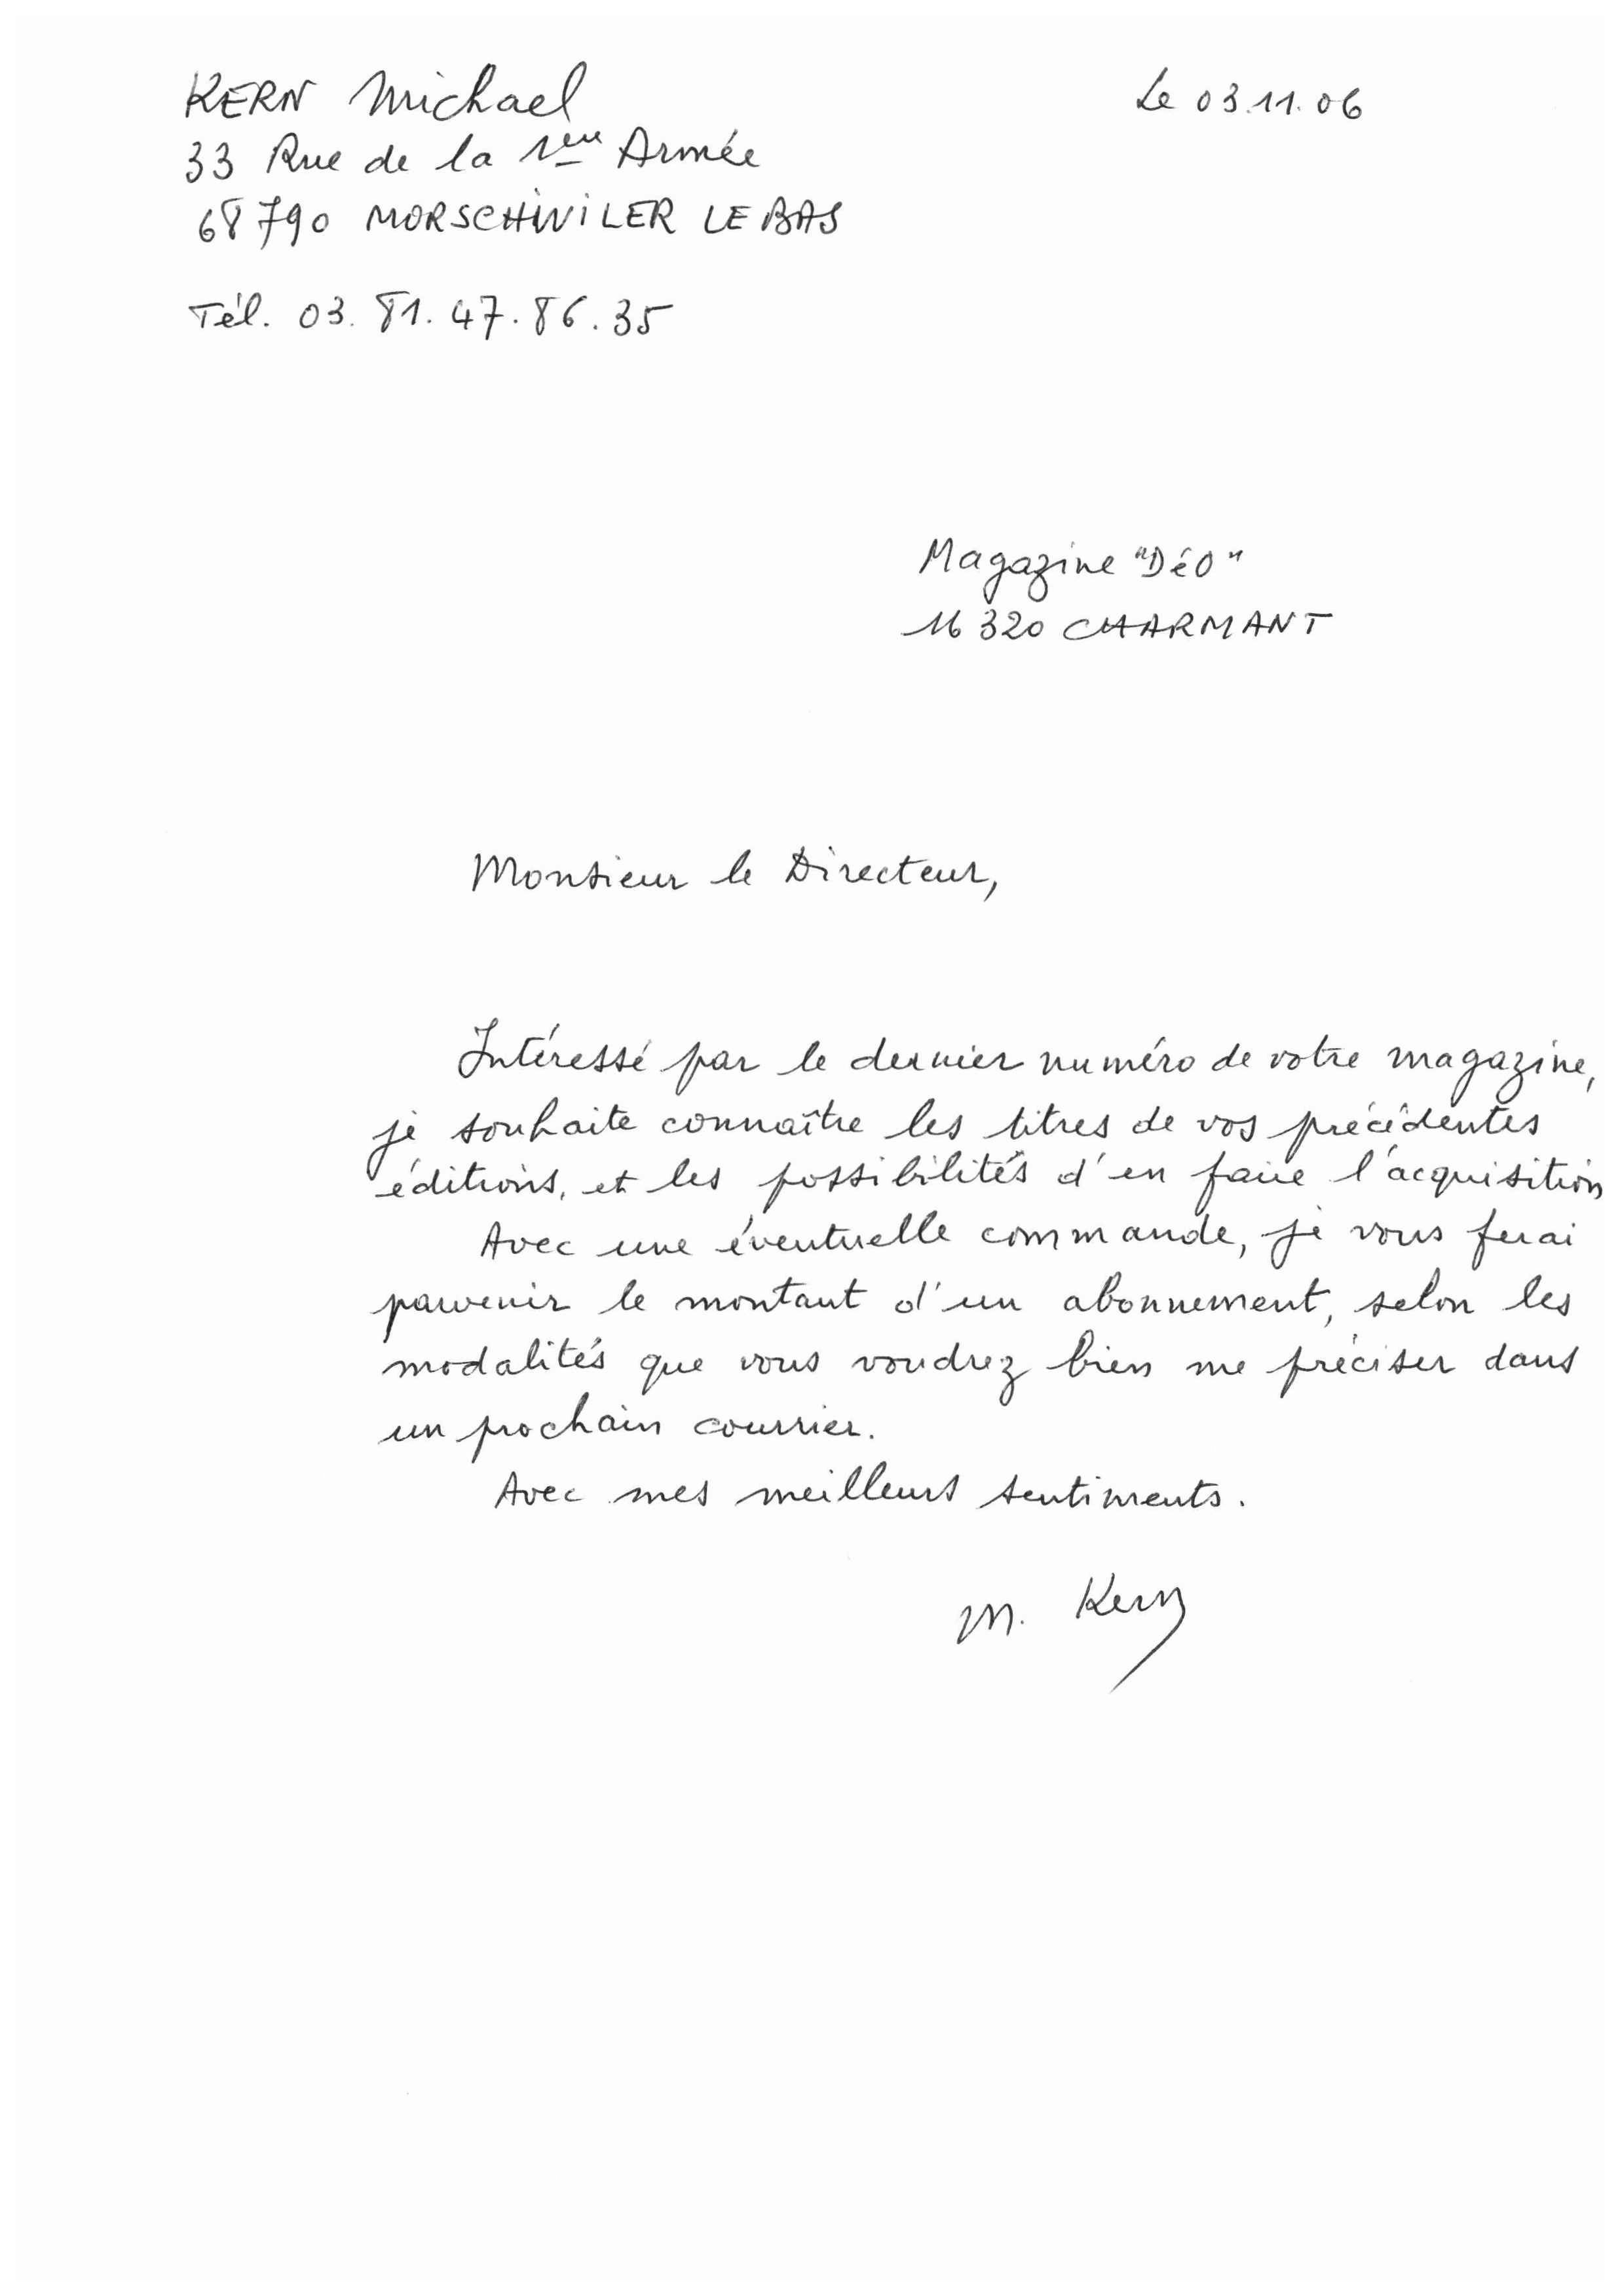 KERN Michael
Le 03.11.06
33 Rue de la 1ère Armée
68790 MORSCHWILER LE BAS
Tél. 03.81.47.86.35
Magazine "DéO"
16320 CHARMANT
Monsieur le Directeur,
Intéressé par le dernier numéro de votre magazine,
je souhaite connaître les titres de vos précédentes
éditions, et les possibilités d'en faire l'acquisition
Avec une éventuelle commande, je vous ferai
parvenir le montant d'un abonnement, selon les
modalités que vous voudrez bien me préciser dans
un prochain courrier.
Avec mes meilleurs sentiments.
M. Kern